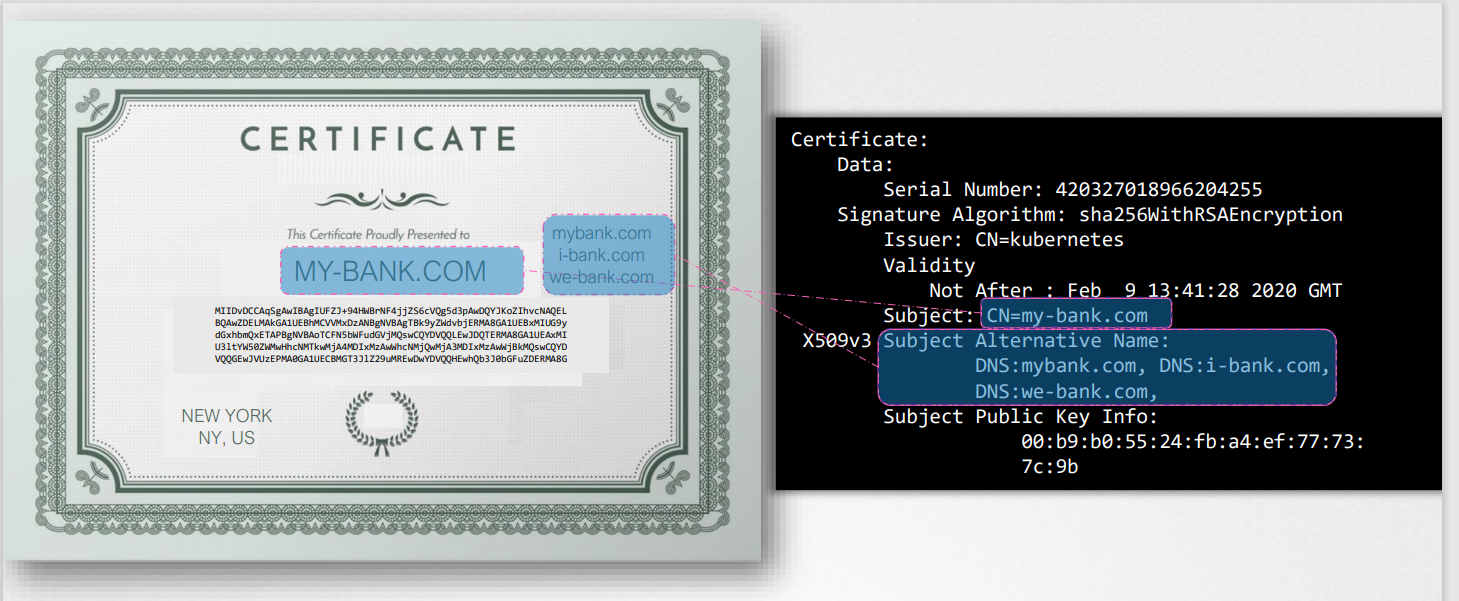 CERTIFICATE
This Certificate Proudly Presented to
MY-BANK.COM
mybank.com
i-bank.com
we-bank.com
MIIDvDCCAqSgAwIBAgIUFZJ+94HWBrNF4jjZS6cVQg5d3pAwDQYJKoZIhvcNAQEL
BQAwZDELMAkGA1UEBhMCVVMxDzANBgNVBAgTBk9yZWdvbjERMA8GA1UEBxMIUG9y
dGxhbmQxETAPBgNVBAoTCFN5bWFudGVjMQswCQYDVQQLEwJDQTERMA8GA1UEAxMI
U3ltYW50ZWMwHhcNMTkwMjA4MDIxMzAwWhcNMjQwMjA3MDIxMzAwWjBkMQswCQYD
VQQGEwJVUzEPMA0GA1UECBMGT3JlZ29uMREwDwYDVQQHEwhQb3J0bGFuZDERMA8G
NEW YORK
NY, US
Certificate:
Data:
Serial Number: 420327018966204255
Signature Algorithm: sha256WithRSAEncryption
Issuer: CN=kubernetes
Validity
Not After : Feb 9 13:41:28 2020 GMT
Subject: CN=my-bank.com
X509v3 Subject Alternative Name:
DNS:mybank.com, DNS:i-bank.com,
DNS:we-bank.com,
Subject Public Key Info:
00:b9:b0:55:24:fb:a4:ef:77:73:
7c:9b